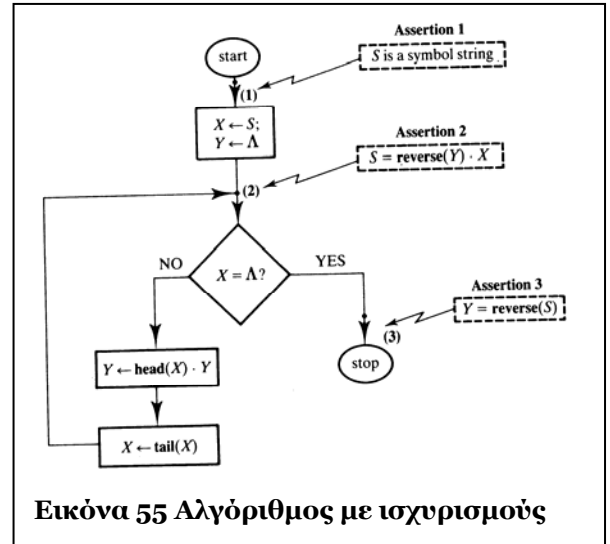 Assertion 1
start
S is a symbol string
(1)
X ← S;
Y ← Λ
Assertion 2
S = reverse(Y) · X
(2)
NO
YES
X = Λ?
Assertion 3
Y = reverse(S)
(3)
stop
Y ← head(X) · Y
X ← tail(X)
Εικόνα 55 Αλγόριθμος με ισχυρισμούς